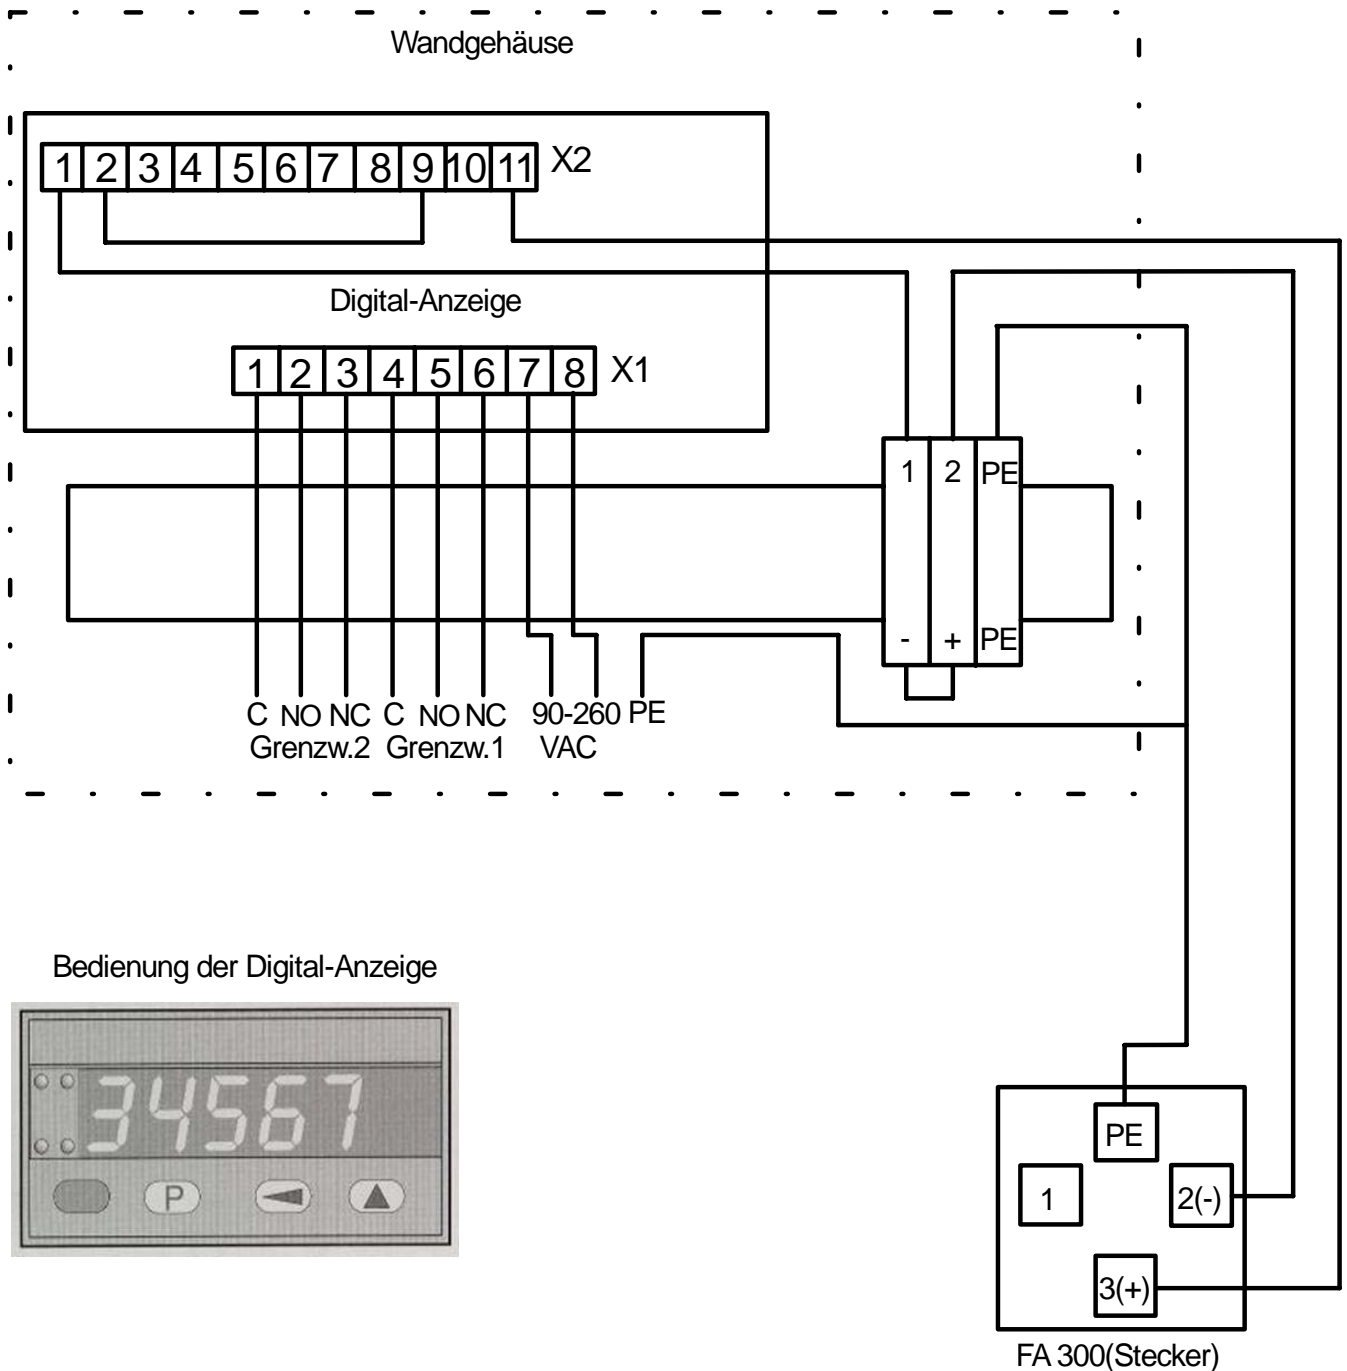 Wandgehäuse
1 2 3 4 5 6 7 8 9 10 11 X2
Digital-Anzeige
1 2 3 4 5 6 7 8 X1
1 2 PE
- + PE
C NO NC C NO NC 90-260 PE
Grenzw.2 Grenzw.1 VAC
Bedienung der Digital-Anzeige
34567
P
PE
1 2(-)
3(+)
FA 300(Stecker)